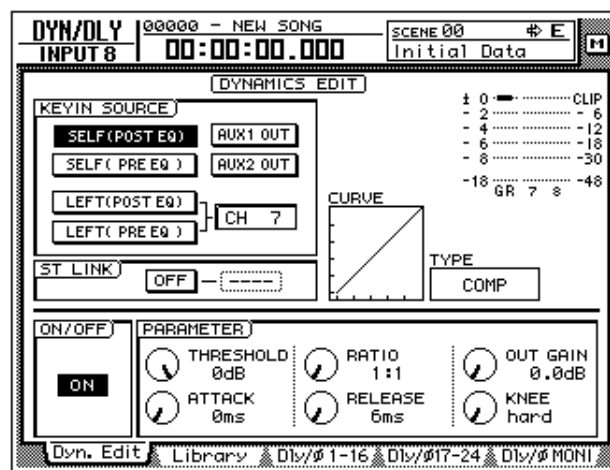 DYN/DLY
INPUT 8
00000 - NEW SONG
00:00:00.000
SCENE 00 E
Initial Data
M
DYNAMICS EDIT
KEYIN SOURCE
SELF(POST EQ) AUX1 OUT
SELF( PRE EQ ) AUX2 OUT
LEFT(POST EQ)
LEFT( PRE EQ )
CH 7
ST LINK
OFF ----
CURVE
TYPE
COMP
± 0 CLIP
- 2 - 6
- 4 -12
- 6 -18
- 8 -30
-18 -48
GR 7 8
ON/OFF
ON
PARAMETER
THRESHOLD
0dB
RATIO
1:1
OUT GAIN
0.0dB
ATTACK
0ms
RELEASE
6ms
KNEE
hard
Dyn. Edit Library Dly/Ø 1-16 Dly/Ø17-24 Dly/Ø MONI